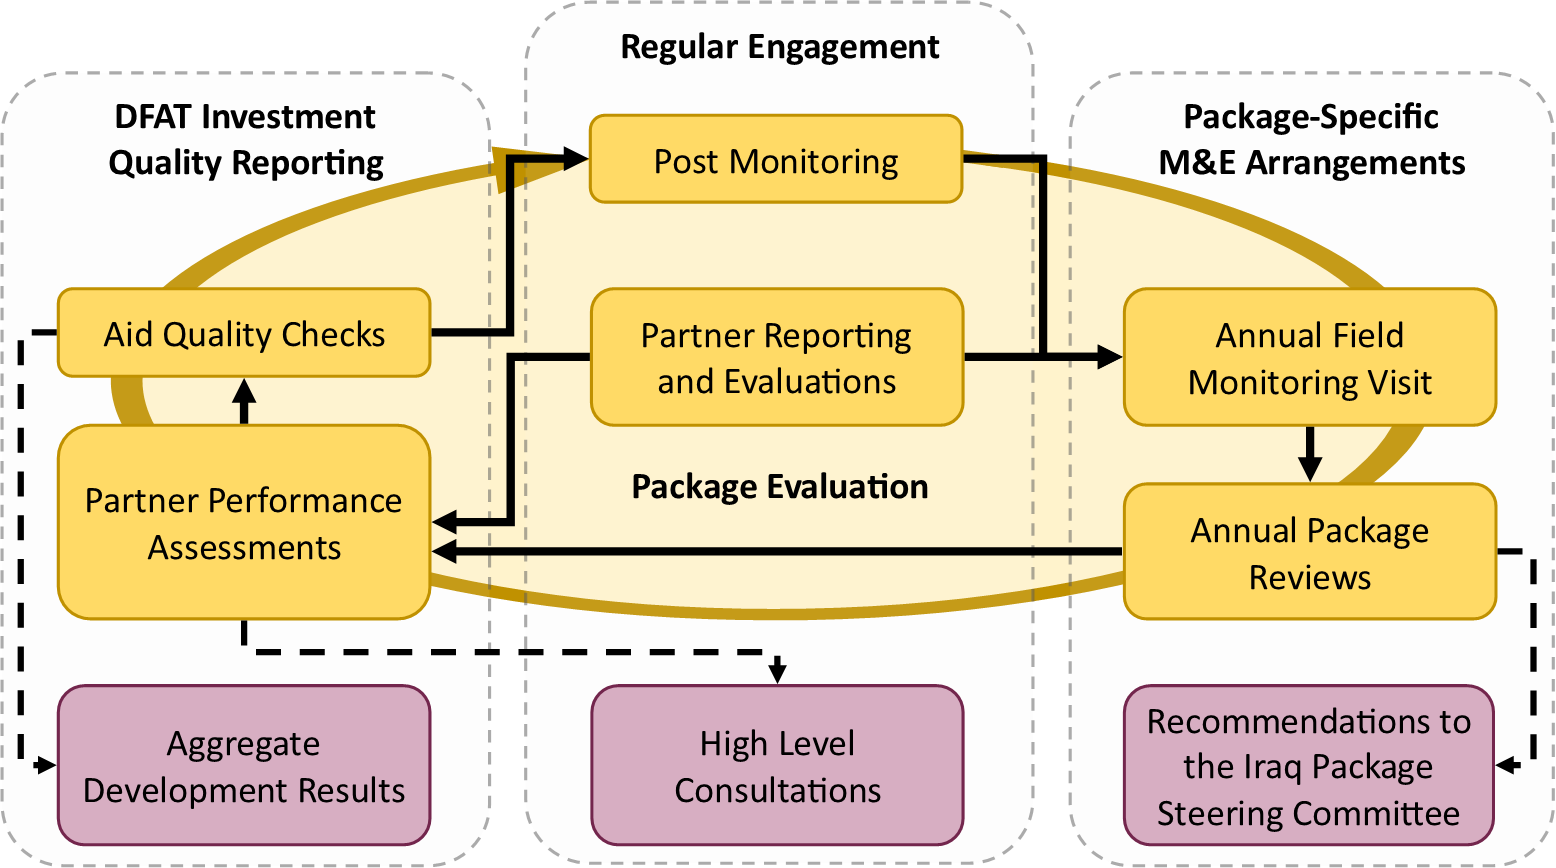 Regular Engagement
DFAT Investment
Quality Reporting
Package-Specific
M&E Arrangements
Post Monitoring
Aid Quality Checks
Partner Reporting
and Evaluations
Annual Field
Monitoring Visit
Package Evaluation
Partner Performance
Assessments
Annual Package
Reviews
Aggregate
Development Results
High Level
Consultations
Recommendations to
the Iraq Package
Steering Committee